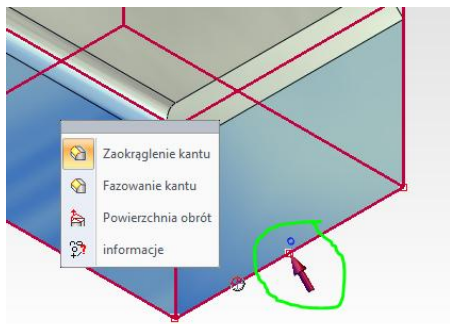 Zaokrąglenie kantu
Fazowanie kantu
Powierzchnia obrót
informacje